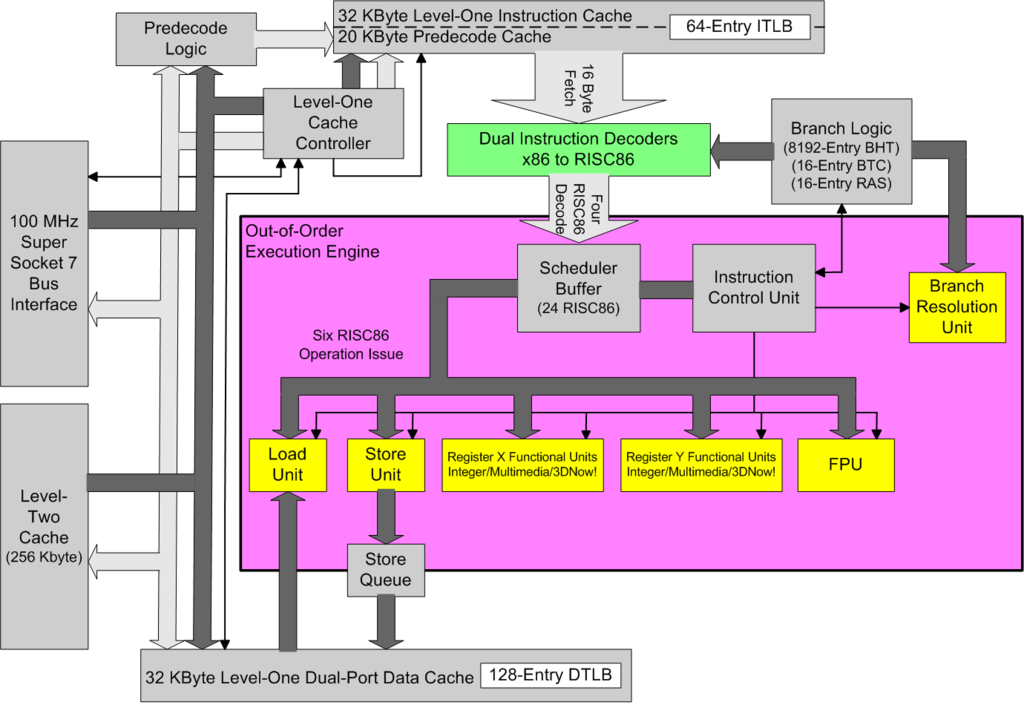 32 KByte Level-One Instruction Cache
20 KByte Predecode Cache
64-Entry ITLB
Predecode
Logic
Level-One
Cache
Controller
16 Byte
Fetch
Dual Instruction Decoders
x86 to RISC86
Branch Logic
(8192-Entry BHT)
(16-Entry BTC)
(16-Entry RAS)
100 MHz
Super
Socket 7
Bus
Interface
Four
RISC86
Decode
Out-of-Order
Execution Engine
Scheduler
Buffer
(24 RISC86)
Instruction
Control Unit
Branch
Resolution
Unit
Six RISC86
Operation Issue
Load
Unit
Store
Unit
Register X Functional Units
Integer/Multimedia/3DNow!
Register Y Functional Units
Integer/Multimedia/3DNow!
FPU
Level-
Two
Cache
(256 Kbyte)
Store
Queue
32 KByte Level-One Dual-Port Data Cache
128-Entry DTLB